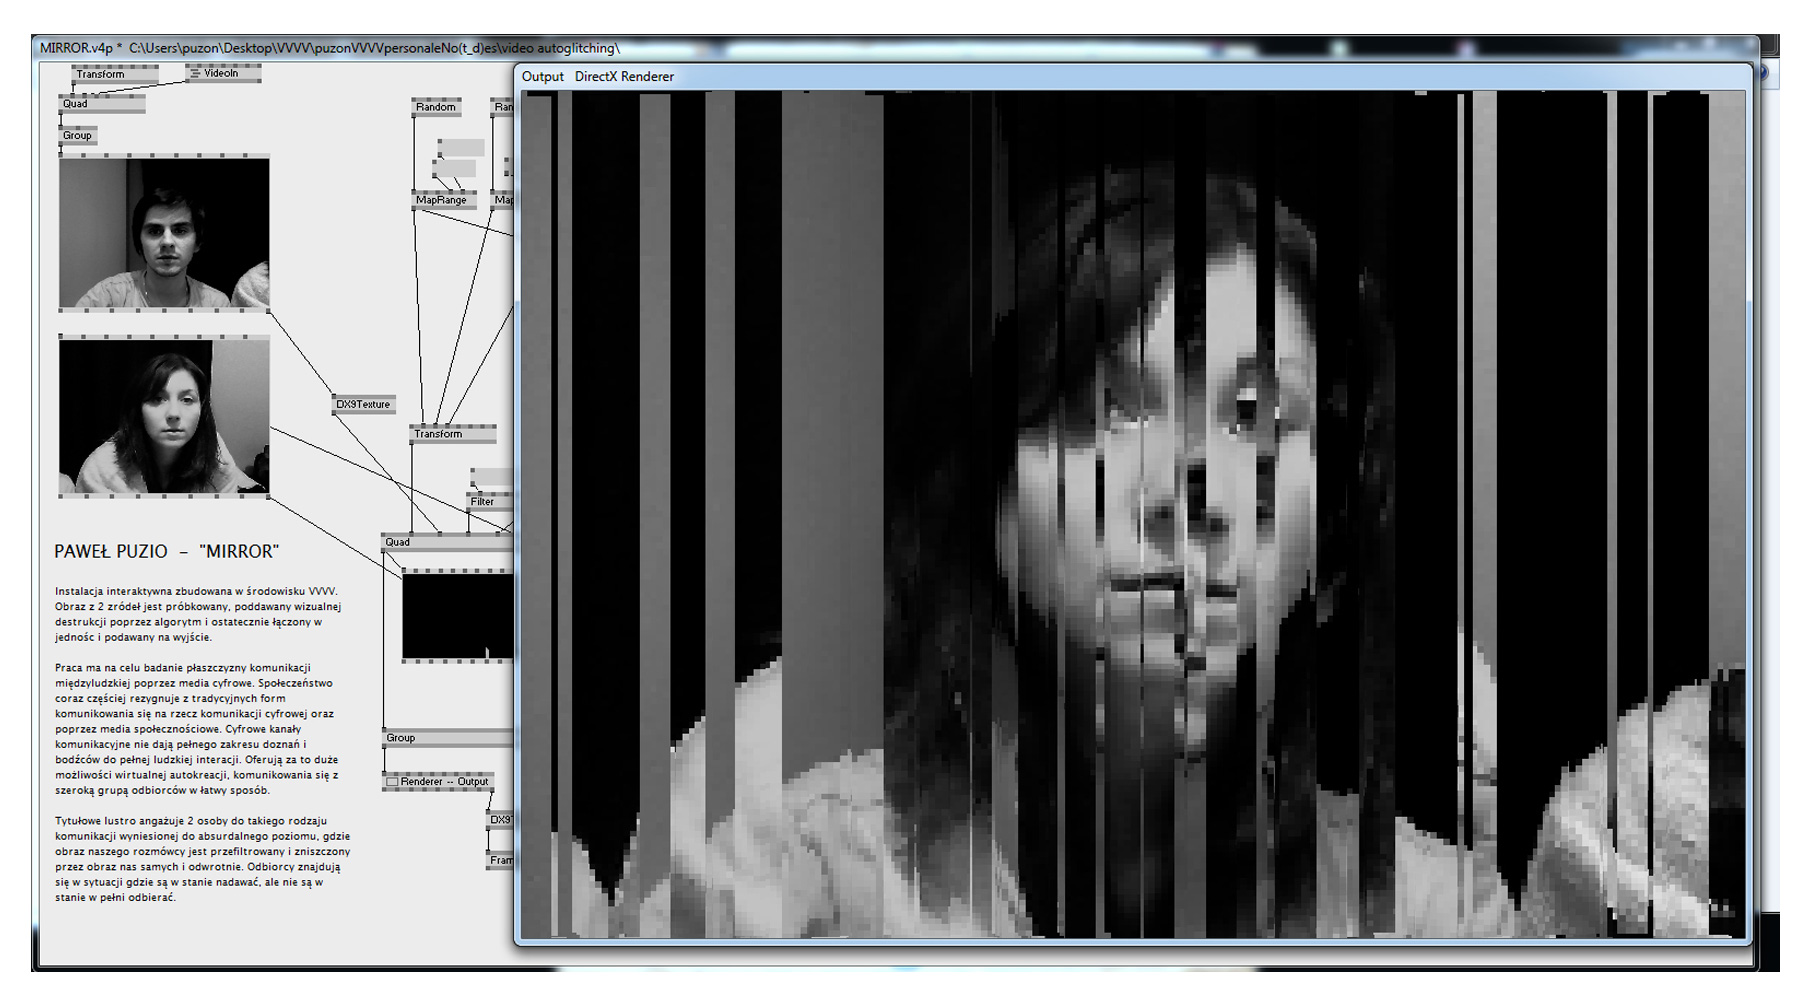 MIRROR.v4p *  C:\Users\puzon\Desktop\VVVV\puzonVVVVpersonaleNo(t_d)es\video autoglitching\
Transform
VideoIn
Quad
Group
Random
Ran
MapRange
Map
DX9Texture
Transform
Filter
Quad
Group
Renderer -- Output
DX9T
Fram
Output   DirectX Renderer
PAWEŁ PUZIO - "MIRROR"
Instalacja interaktywna zbudowana w środowisku VVVV.
Obraz z 2 zródeł jest próbkowany, poddawany wizualnej
destrukcji poprzez algorytm i ostatecznie łączony w
jednośc i podawany na wyjście.
Praca ma na celu badanie płaszczyzny komunikacji
międzyludzkiej poprzez media cyfrowe. Społeczeństwo
coraz częściej rezygnuje z tradycyjnych form
komunikowania się na rzecz komunikacji cyfrowej oraz
poprzez media społecznościowe. Cyfrowe kanały
komunikacyjne nie dają pełnego zakresu doznań i
bodźców do pełnej ludzkiej interacji. Oferują za to duże
możliwości wirtualnej autokreacji, komunikowania się z
szeroką grupą odbiorców w łatwy sposób.
Tytułowe lustro angażuje 2 osoby do takiego rodzaju
komunikacji wyniesionej do absurdalnego poziomu, gdzie
obraz naszego rozmówcy jest przefiltrowany i zniszczony
przez obraz nas samych i odwrotnie. Odbiorcy znajdują
się w sytuacji gdzie są w stanie nadawać, ale nie są w
stanie w pełni odbierać.